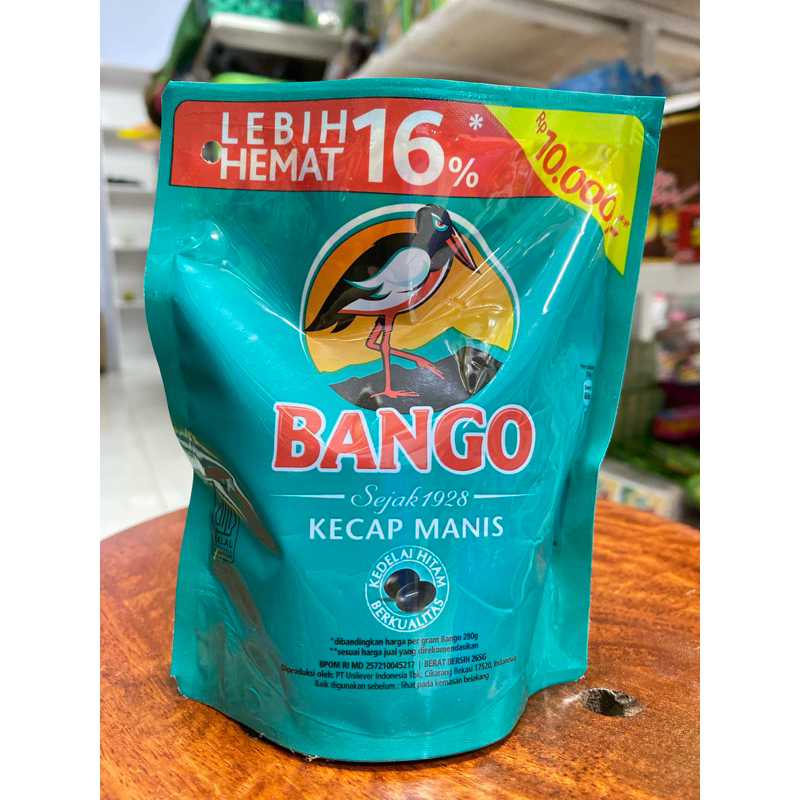 LEBIH
HEMAT 16%*
Rp10.000,-**
BANGO
Sejak 1928
KECAP MANIS
KEDELAI HITAM
BERKUALITAS
HALAL
*dibandingkan harga per gram Bango 280g
**sesuai harga jual yang direkomendasikan
BPOM RI MD 257210045217 | BERAT BERSIH 265G
Diproduksi oleh: PT Unilever Indonesia Tbk, Cikarang Bekasi 17520, Indonesia
Baik digunakan sebelum : lihat pada kemasan belakang